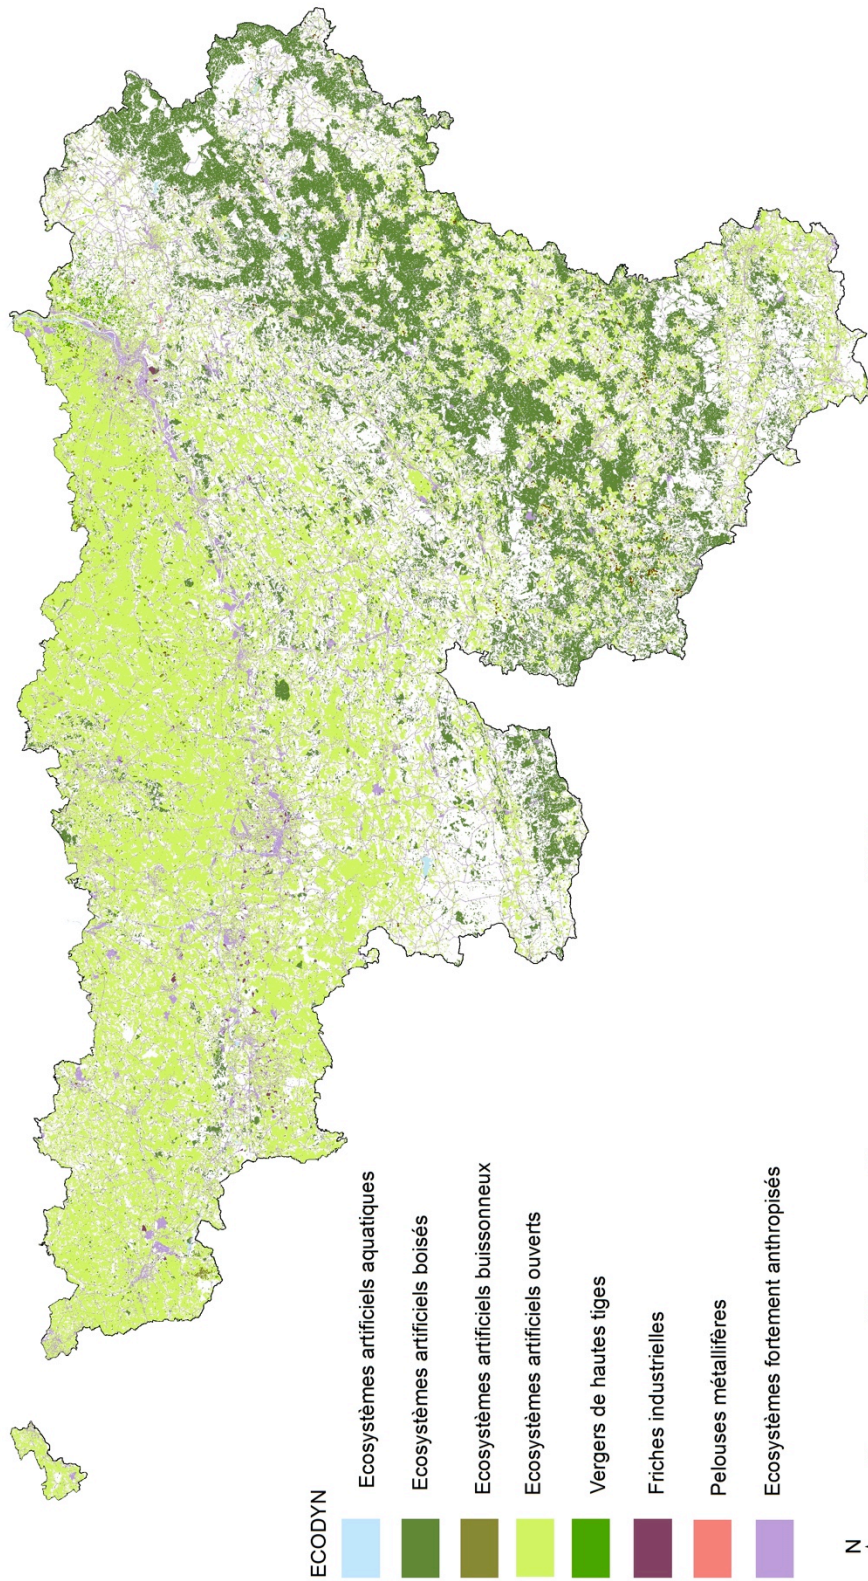 ECODYN
Ecosystèmes artificiels aquatiques
Ecosystèmes artificiels boisés
Ecosystèmes artificiels buissonneux
Ecosystèmes artificiels ouverts
Vergers de hautes tiges
Friches industrielles
Pelouses métallifères
Ecosystèmes fortement anthropisés
N